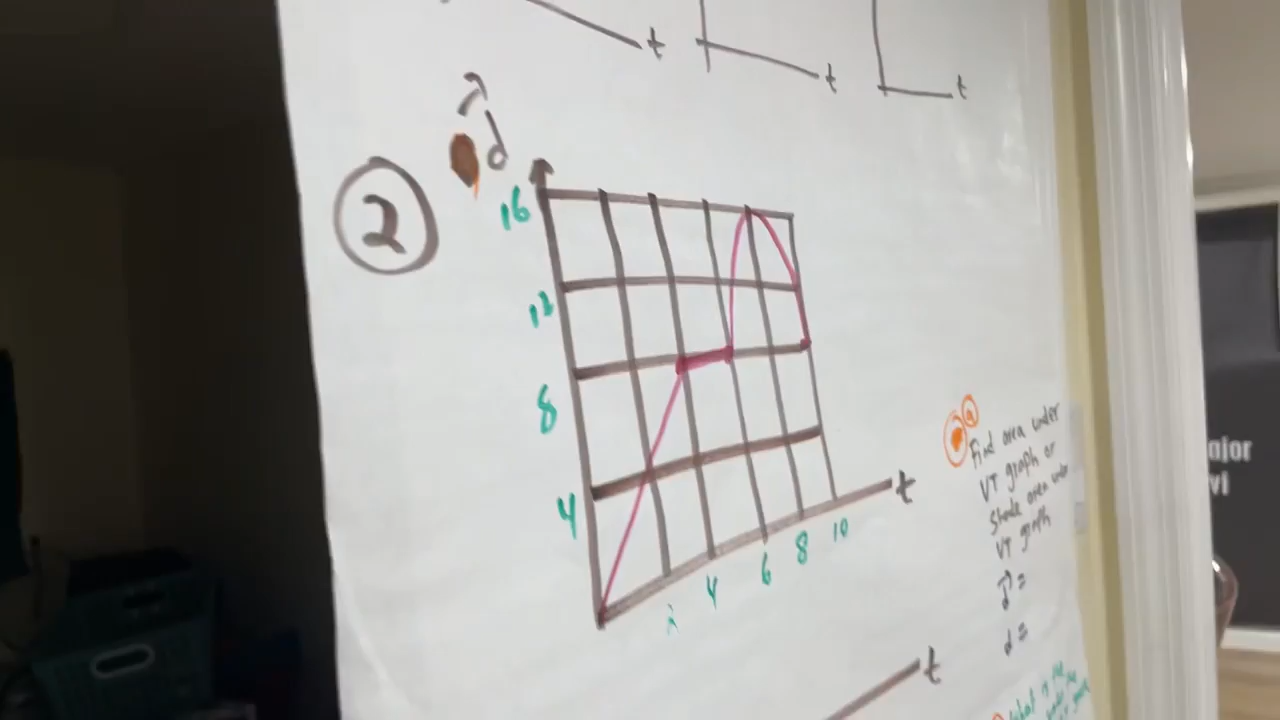 t
t
t
d
2
16
12
8
4
2
4
6
8
10
t
a
Find area under
VT graph or
Shade area under
VT graph
d =
d =
t
ajor
vi